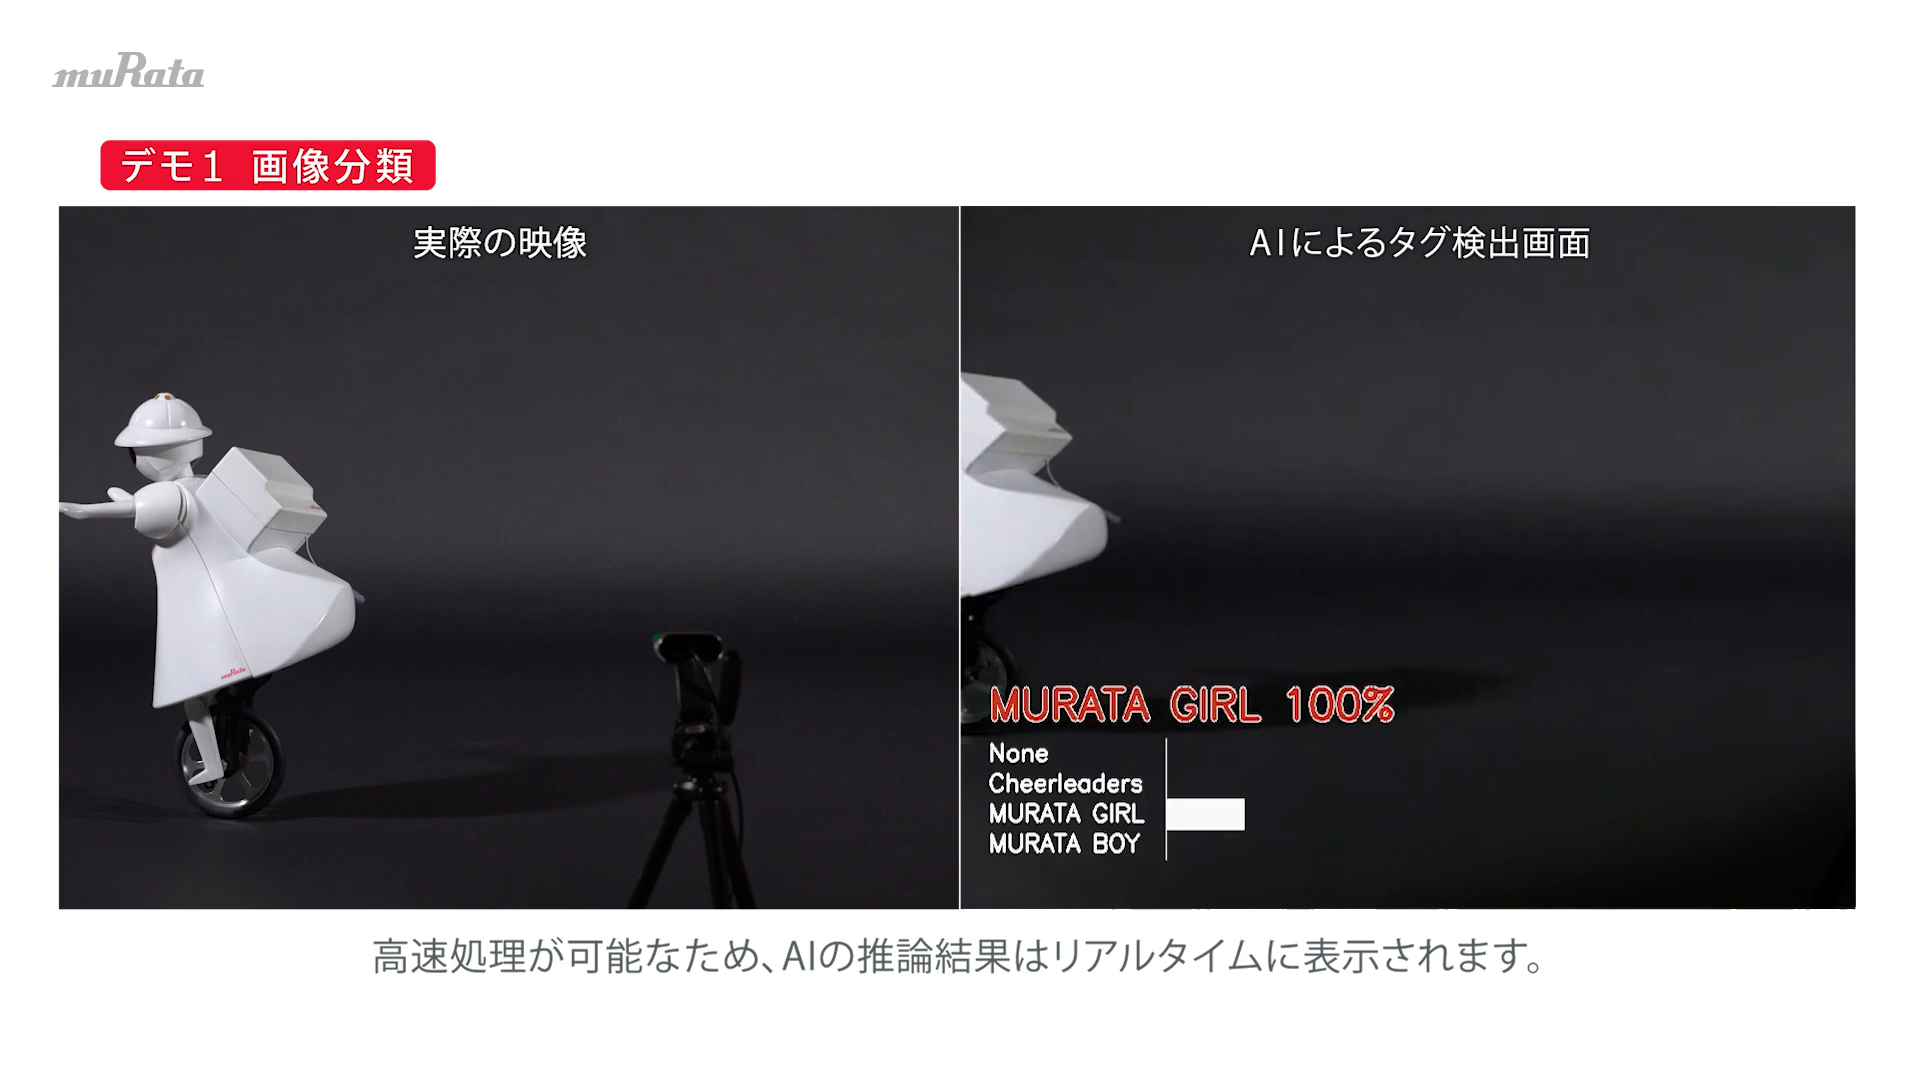 muRata
デモ1 画像分類
実際の映像
AIによるタグ検出画面
muRata
MURATA GIRL 100%
None
Cheerleaders
MURATA GIRL
MURATA BOY
高速処理が可能なため、AIの推論結果はリアルタイムに表示されます。